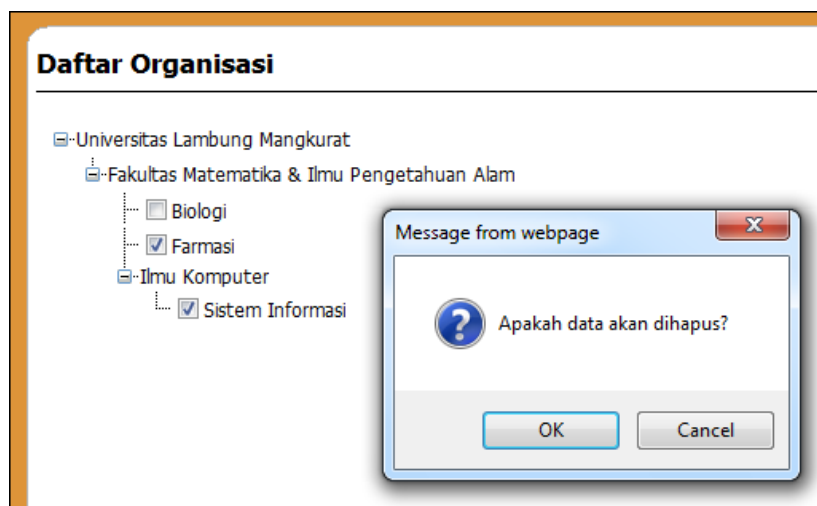 Daftar Organisasi
Universitas Lambung Mangkurat
Fakultas Matematika & Ilmu Pengetahuan Alam
Biologi
Farmasi
Ilmu Komputer
Sistem Informasi
Message from webpage
Apakah data akan dihapus?
OK
Cancel